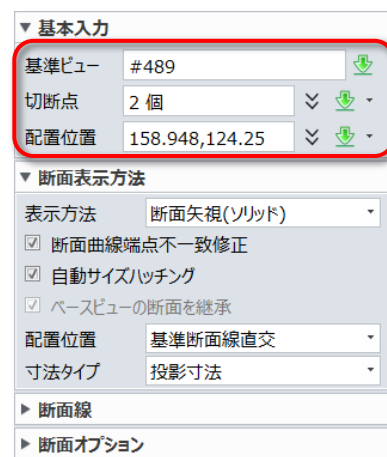 ▼ 基本入力
基準ビュー #489
切断点 2 個
配置位置 158.948,124.25
▼ 断面表示方法
表示方法 断面矢視(ソリッド)
断面曲線端点不一致修正
自動サイズハッチング
ベースビューの断面を継承
配置位置 基準断面線直交
寸法タイプ 投影寸法
▶ 断面線
▶ 断面オプション